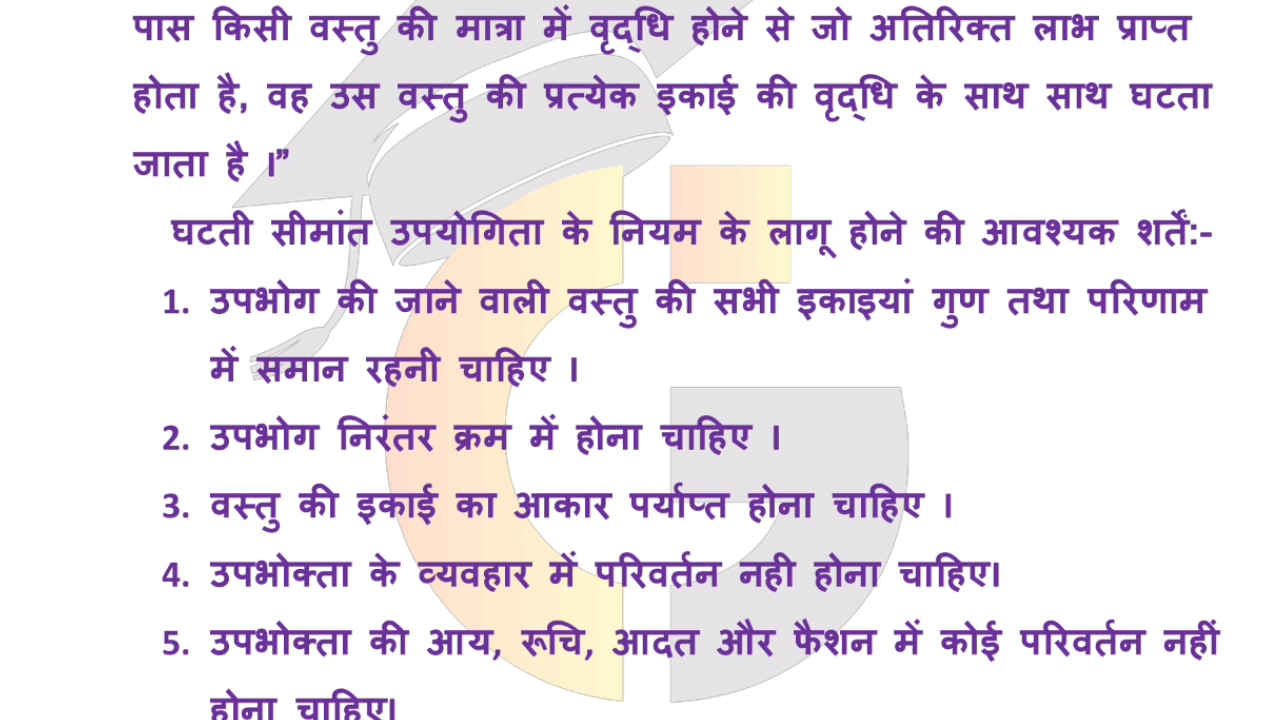 पास किसी वस्तु की मात्रा में वृद्धि होने से जो अतिरिक्त लाभ प्राप्त
होता है, वह उस वस्तु की प्रत्येक इकाई की वृद्धि के साथ साथ घटता
जाता है ।”
घटती सीमांत उपयोगिता के नियम के लागू होने की आवश्यक शर्तें:-
1. उपभोग की जाने वाली वस्तु की सभी इकाइयां गुण तथा परिणाम
में समान रहनी चाहिए ।
2. उपभोग निरंतर क्रम में होना चाहिए ।
3. वस्तु की इकाई का आकार पर्याप्त होना चाहिए ।
4. उपभोक्ता के व्यवहार में परिवर्तन नही होना चाहिए।
5. उपभोक्ता की आय, रूचि, आदत और फैशन में कोई परिवर्तन नहीं
होना चाहिए।